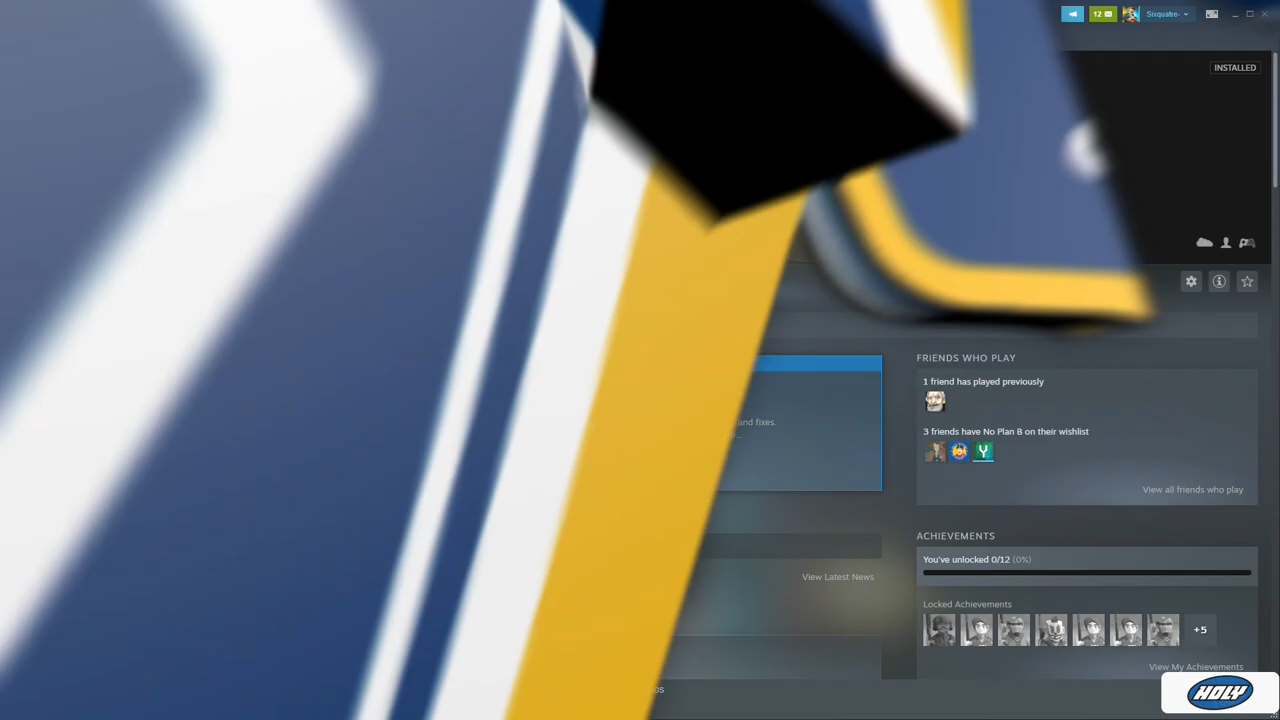 12
Sixquatre-
INSTALLED
FRIENDS WHO PLAY
1 friend has played previously
3 friends have No Plan B on their wishlist
View all friends who play
and fixes.
ACHIEVEMENTS
You've unlocked 0/12 (0%)
View Latest News
Locked Achievements
+5
View My Achievements
HOLY